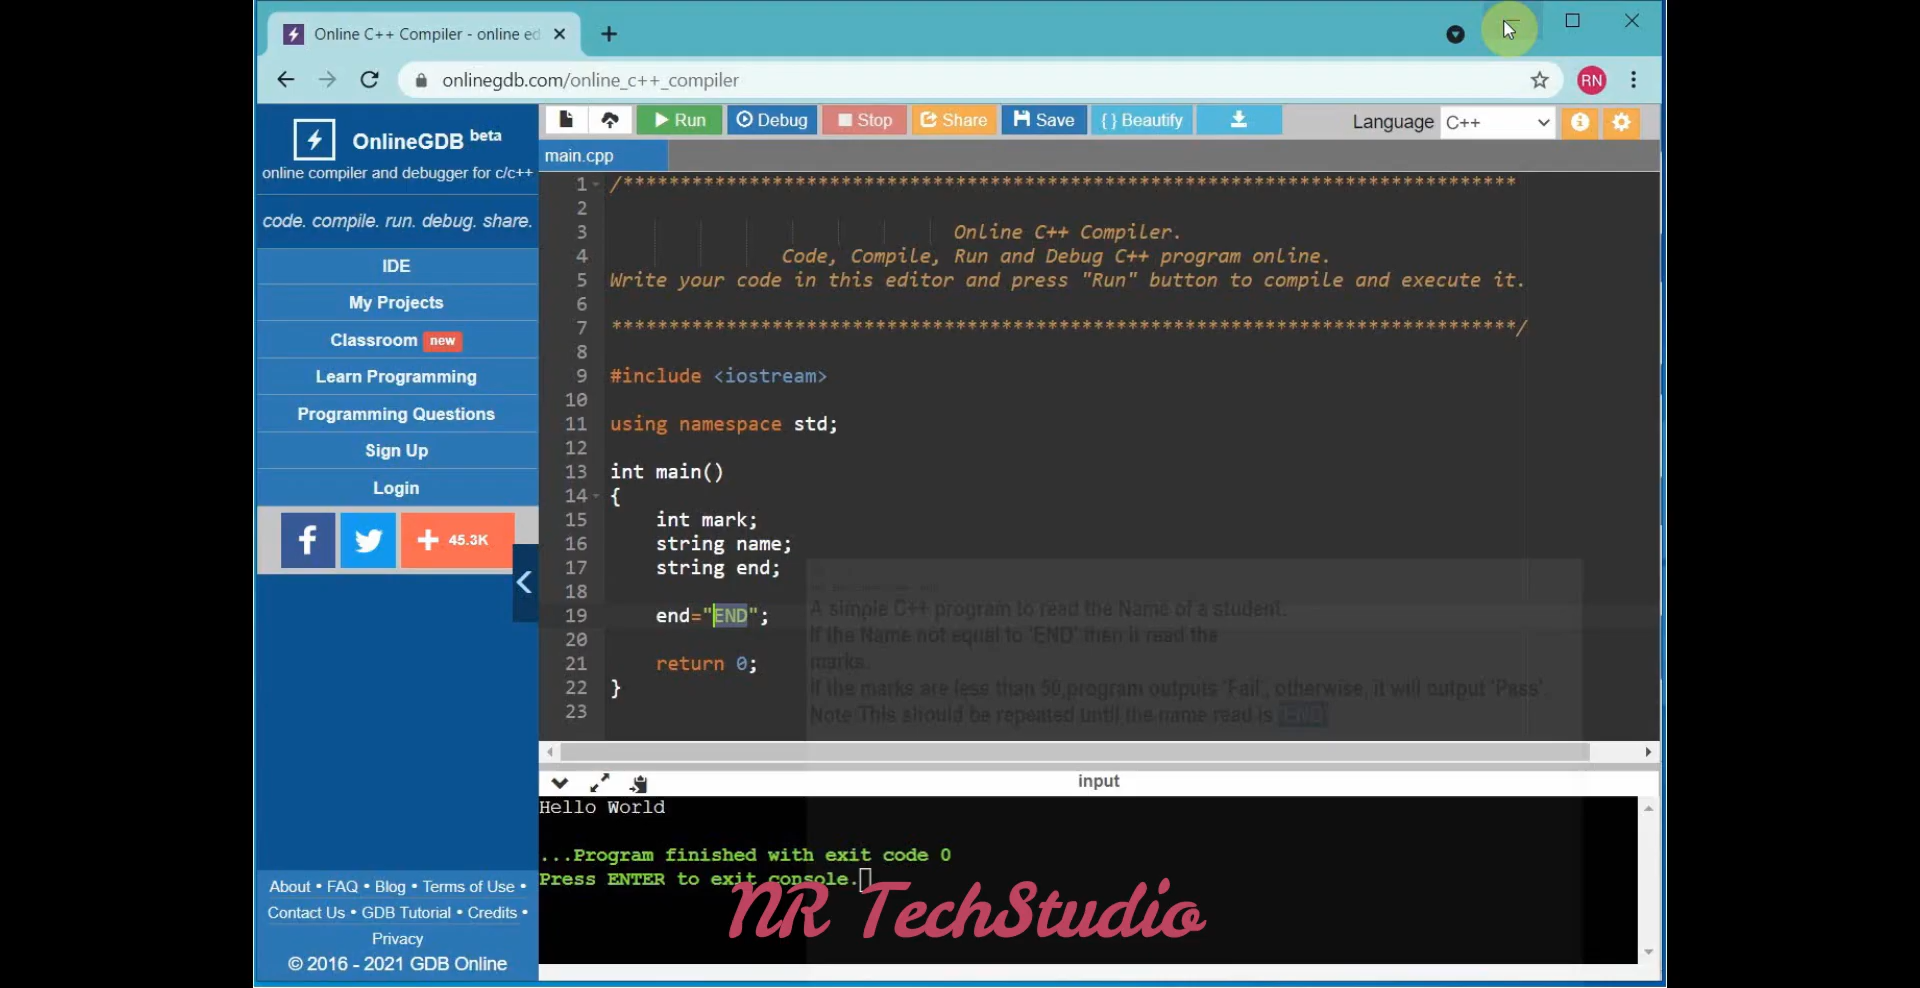 Online C++ Compiler - online ed
onlinegdb.com/online_c++_compiler
RN
OnlineGDB beta
online compiler and debugger for c/c++
code. compile. run. debug. share.
IDE
My Projects
Classroom new
Learn Programming
Programming Questions
Sign Up
Login
f
45.3K
About • FAQ • Blog • Terms of Use •
Contact Us • GDB Tutorial • Credits •
Privacy
© 2016 - 2021 GDB Online
Run Debug Stop Share Save { } Beautify Language C++
main.cpp
1 /******************************************************************************
2
3 Online C++ Compiler.
4 Code, Compile, Run and Debug C++ program online.
5 Write your code in this editor and press "Run" button to compile and execute it.
6
7 *******************************************************************************/
8
9 #include <iostream>
10
11 using namespace std;
12
13 int main()
14 {
15 int mark;
16 string name;
17 string end;
18
19 end="END";
20
21 return 0;
22 }
23
A simple C++ program to read the Name of a student.
If the Name not equal to 'END' then it read the
marks.
If the marks are less than 50,program outputs 'Fail', otherwise, it will output 'Pass'.
Note This should be repeated until the name read is 'END'
input
Hello World
...Program finished with exit code 0
Press ENTER to exit console.
NR TechStudio